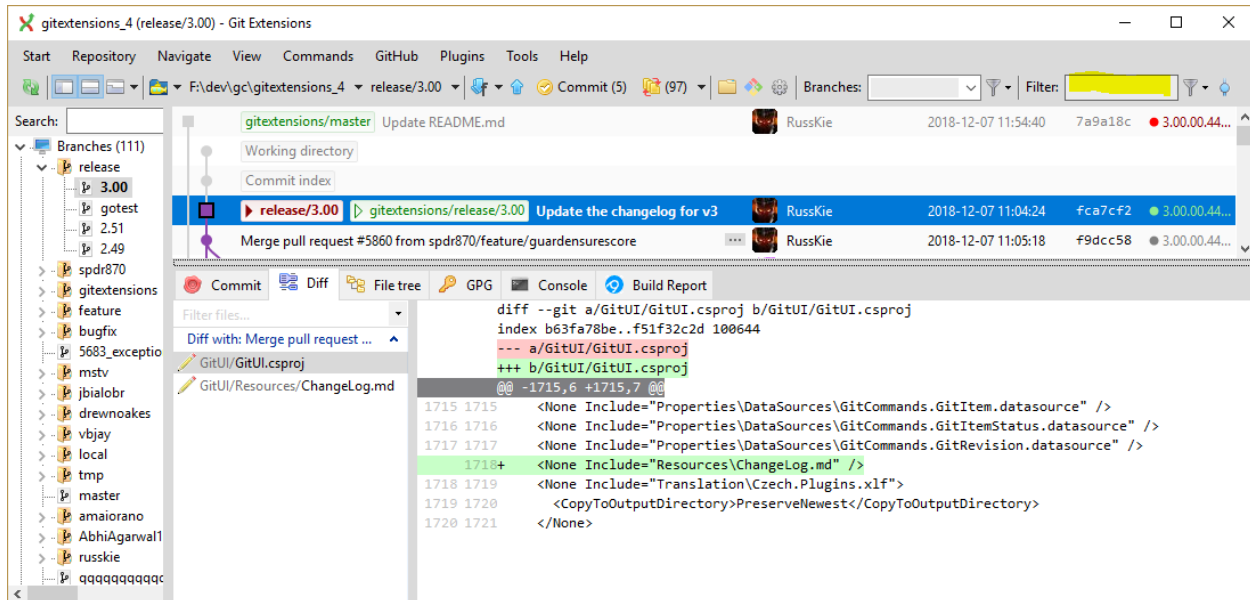 gitextensions_4 (release/3.00) - Git Extensions
Start Repository Navigate View Commands GitHub Plugins Tools Help
F:\dev\gc\gitextensions_4 release/3.00 Commit (5) (97) Branches: Filter:
Search:
Branches (111)
release
3.00
gotest
2.51
2.49
spdr870
gitextensions
feature
bugfix
5683_exceptio
mstv
jbialobr
drewnoakes
vbjay
local
tmp
master
amaiorano
AbhiAgarwal1
russkie
qqqqqqqqqqc
gitextensions/master Update README.md RussKie 2018-12-07 11:54:40 7a9a18c 3.00.00.44...
Working directory
Commit index
release/3.00 gitextensions/release/3.00 Update the changelog for v3 RussKie 2018-12-07 11:04:24 fca7cf2 3.00.00.44...
Merge pull request #5860 from spdr870/feature/guardensurescore ... RussKie 2018-12-07 11:05:18 f9dcc58 3.00.00.44...
Commit Diff File tree GPG Console Build Report
Filter files...
Diff with: Merge pull request ...
GitUI/GitUI.csproj
GitUI/Resources/ChangeLog.md
diff --git a/GitUI/GitUI.csproj b/GitUI/GitUI.csproj
index b63fa78be..f51f32c2d 100644
--- a/GitUI/GitUI.csproj
+++ b/GitUI/GitUI.csproj
@@ -1715,6 +1715,7 @@
1715 1715 <None Include="Properties\DataSources\GitCommands.GitItem.datasource" />
1716 1716 <None Include="Properties\DataSources\GitCommands.GitItemStatus.datasource" />
1717 1717 <None Include="Properties\DataSources\GitCommands.GitRevision.datasource" />
1718+ <None Include="Resources\ChangeLog.md" />
1718 1719 <None Include="Translation\Czech.Plugins.xlf">
1719 1720 <CopyToOutputDirectory>PreserveNewest</CopyToOutputDirectory>
1720 1721 </None>